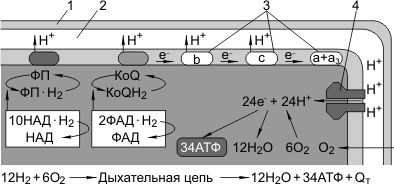 1 2 3 4
H⁺ H⁺ H⁺ H⁺
e⁻ b e⁻ c e⁻ a+a₃
ФП KoQ
ФП·H₂ KoQH₂
H⁺
H⁺
H⁺
24e⁻ + 24H⁺
10НАД·H₂ 2ФАД·H₂
НАД ФАД
34АТФ 12H₂O 6O₂ O₂
12H₂ + 6O₂ → Дыхательная цепь → 12H₂O + 34АТФ + Qт